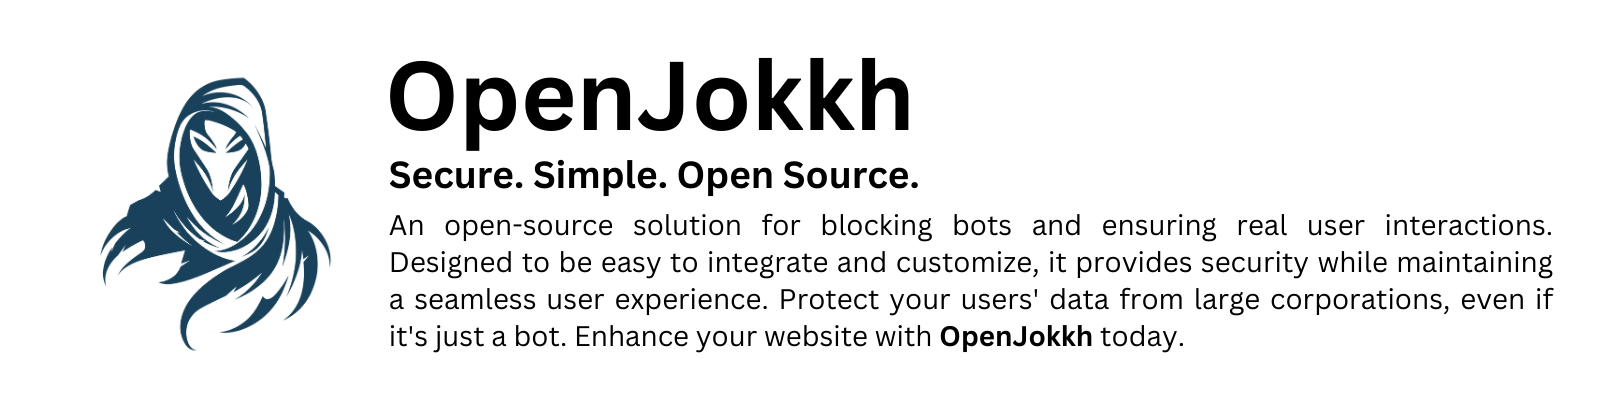 OpenJokkh
Secure. Simple. Open Source.
An open-source solution for blocking bots and ensuring real user interactions.
Designed to be easy to integrate and customize, it provides security while maintaining
a seamless user experience. Protect your users' data from large corporations, even if
it's just a bot. Enhance your website with OpenJokkh today.